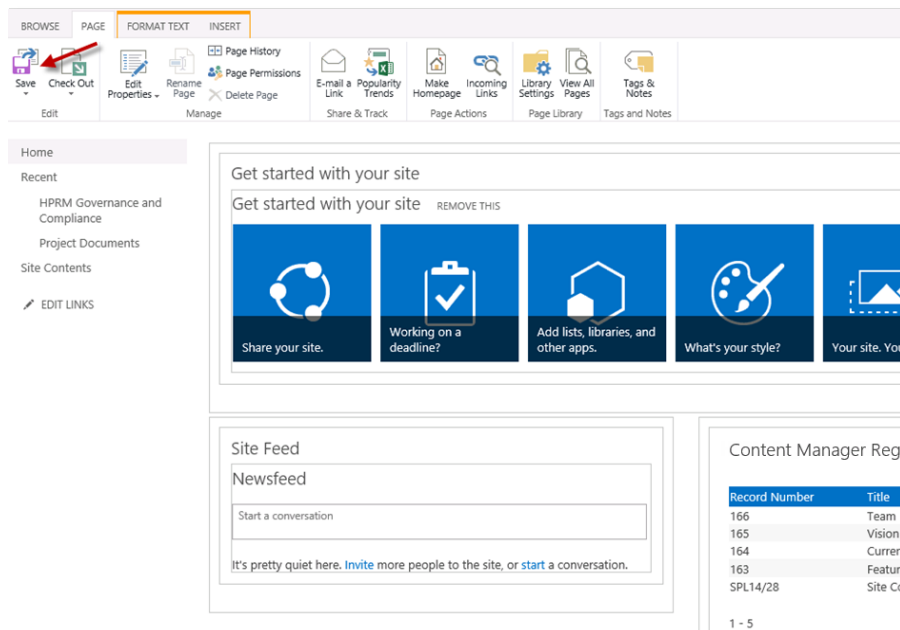 BROWSE PAGE FORMAT TEXT INSERT
Save
Check Out
Edit
Edit
Properties
Rename
Page
Page History
Page Permissions
Delete Page
Manage
E-mail a
Link
Popularity
Trends
Share & Track
Make
Homepage
Incoming
Links
Page Actions
Library
Settings
View All
Pages
Page Library
Tags &
Notes
Tags and Notes
Home
Recent
HPRM Governance and
Compliance
Project Documents
Site Contents
EDIT LINKS
Get started with your site
Get started with your site REMOVE THIS
Share your site.
Working on a
deadline?
Add lists, libraries, and
other apps.
What's your style?
Your site. You
Site Feed
Newsfeed
Start a conversation
It's pretty quiet here. Invite more people to the site, or start a conversation.
Content Manager Reg
Record Number Title
166 Team
165 Vision
164 Curren
163 Featur
SPL14/28 Site Co
1 - 5